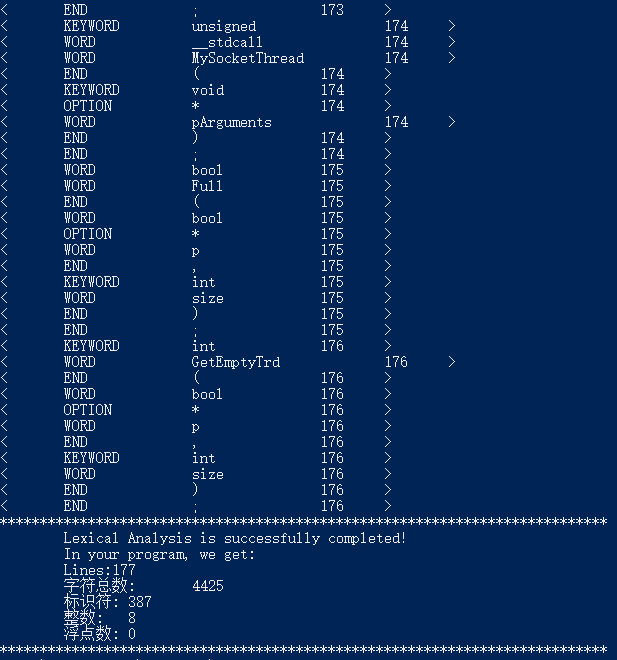 < END ; 173 >
< KEYWORD unsigned 174 >
< WORD __stdcall 174 >
< WORD MySocketThread 174 >
< END ( 174 >
< KEYWORD void 174 >
< OPTION * 174 >
< WORD pArguments 174 >
< END ) 174 >
< END ; 174 >
< WORD bool 175 >
< WORD Full 175 >
< END ( 175 >
< WORD bool 175 >
< OPTION * 175 >
< WORD p 175 >
< END , 175 >
< KEYWORD int 175 >
< WORD size 175 >
< END ) 175 >
< END ; 175 >
< KEYWORD int 176 >
< WORD GetEmptyTrd 176 >
< END ( 176 >
< WORD bool 176 >
< OPTION * 176 >
< WORD p 176 >
< END , 176 >
< KEYWORD int 176 >
< WORD size 176 >
< END ) 176 >
< END ; 176 >
****************************************************************************
Lexical Analysis is successfully completed!
In your program, we get:
Lines:177
字符总数: 4425
标识符: 387
整数: 8
浮点数: 0
****************************************************************************